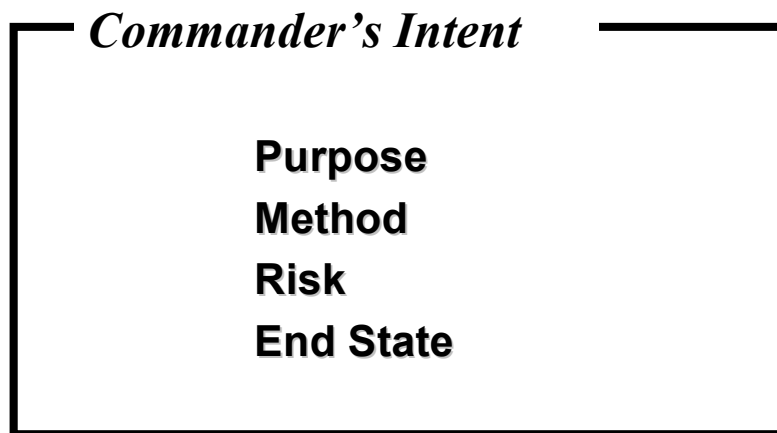 Commander’s Intent
Purpose
Method
Risk
End State